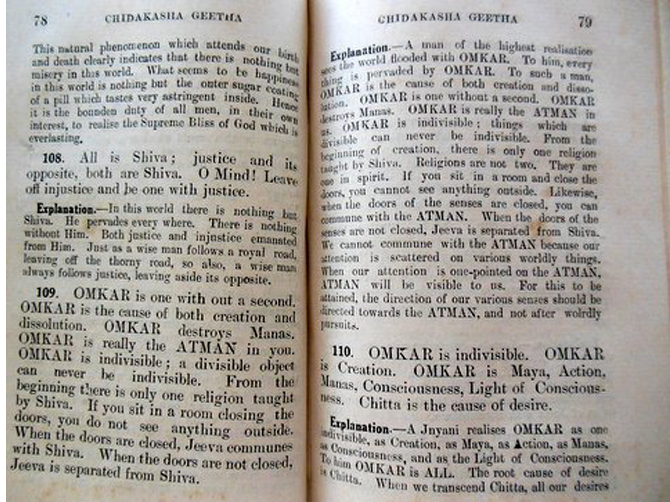 78 CHIDAKASHA GEETHA
This natural phenomenon which attends our birth
and death clearly indicates that there is nothing but
misery in this world. What seems to be happiness
in this world is nothing but the outer sugar coating
of a pill which tastes very astringent inside. Hence
it is the bounden duty of all men, in their own
interest, to realise the Supreme Bliss of God which is
everlasting.
108. All is Shiva; justice and its
opposite, both are Shiva. O Mind! Leave
off injustice and be one with justice.
Explanation.—In this world there is nothing but
Shiva. He pervades every where. There is nothing
without Him. Both justice and injustice emanated
from Him. Just as a wise man follows a royal road,
leaving off the thorny road, so also, a wise man
always follows justice, leaving aside its opposite.
109. OMKAR is one with out a second.
OMKAR is the cause of both creation and
dissolution. OMKAR destroys Manas.
OMKAR is really the ATMAN in you.
OMKAR is indivisible; a divisible object
can never be indivisible. From the
beginning there is only one religion taught
by Shiva. If you sit in a room closing the
doors, you do not see anything outside.
When the doors are closed, Jeeva communes
with Shiva. When the doors are not closed,
Jeeva is separated from Shiva.
CHIDAKASHA GEETHA 79
Explanation.—A man of the highest realisation
sees the world flooded with OMKAR. To him, every
thing is pervaded by OMKAR. To such a man,
OMKAR is the cause of both creation and disso-
lution. OMKAR is one without a second. OMKAR
destroys Manas. OMKAR is really the ATMAN in
us. OMKAR is indivisible; things which are
divisible can never be indivisible. From the
beginning of creation, there is only one religion
taught by Shiva. Religions are not two. They are
one in spirit. If you sit in a room and close the
doors, you cannot see anything outside. Likewise,
when the doors of the senses are closed, you can
commune with the ATMAN. When the doors of the
senses are not closed, Jeeva is separated from Shiva.
We cannot commune with the ATMAN because our
attention is scattered on various worldly things.
When our attention is one-pointed on the ATMAN,
ATMAN will be visible to us. For this to be
attained, the direction of our various senses should be
directed towards the ATMAN, and not after wolrdly
pursuits.
110. OMKAR is indivisible. OMKAR
is Creation. OMKAR is Maya, Action,
Manas, Consciousness, Light of Conscious-
ness. Chitta is the cause of desire.
Explanation.—A Jnyani realises OMKAR as one
indivisible, as Creation, as Maya, as Action, as Manas,
as Consciousness, and as the Light of Consciousness.
To him OMKAR is ALL. The root cause of desire
is Chitta. When we transcend Chitta, all our desires